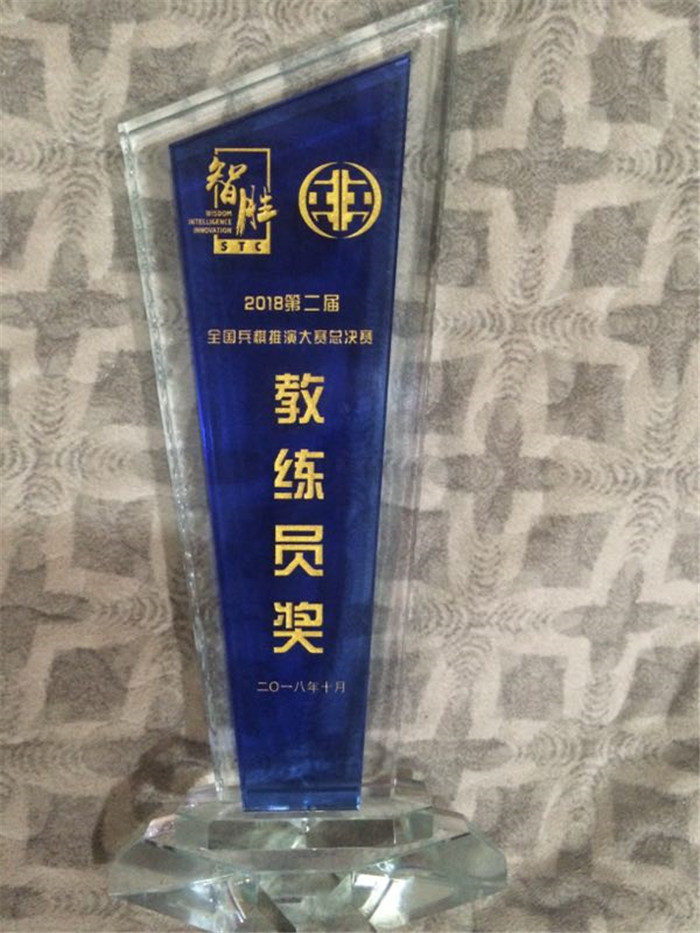 智胜
WISDOM
INTELLIGENCE
INNOVATION
STC
2018第二届
全国兵棋推演大赛总决赛
教
练
员
奖
二〇一八年十月